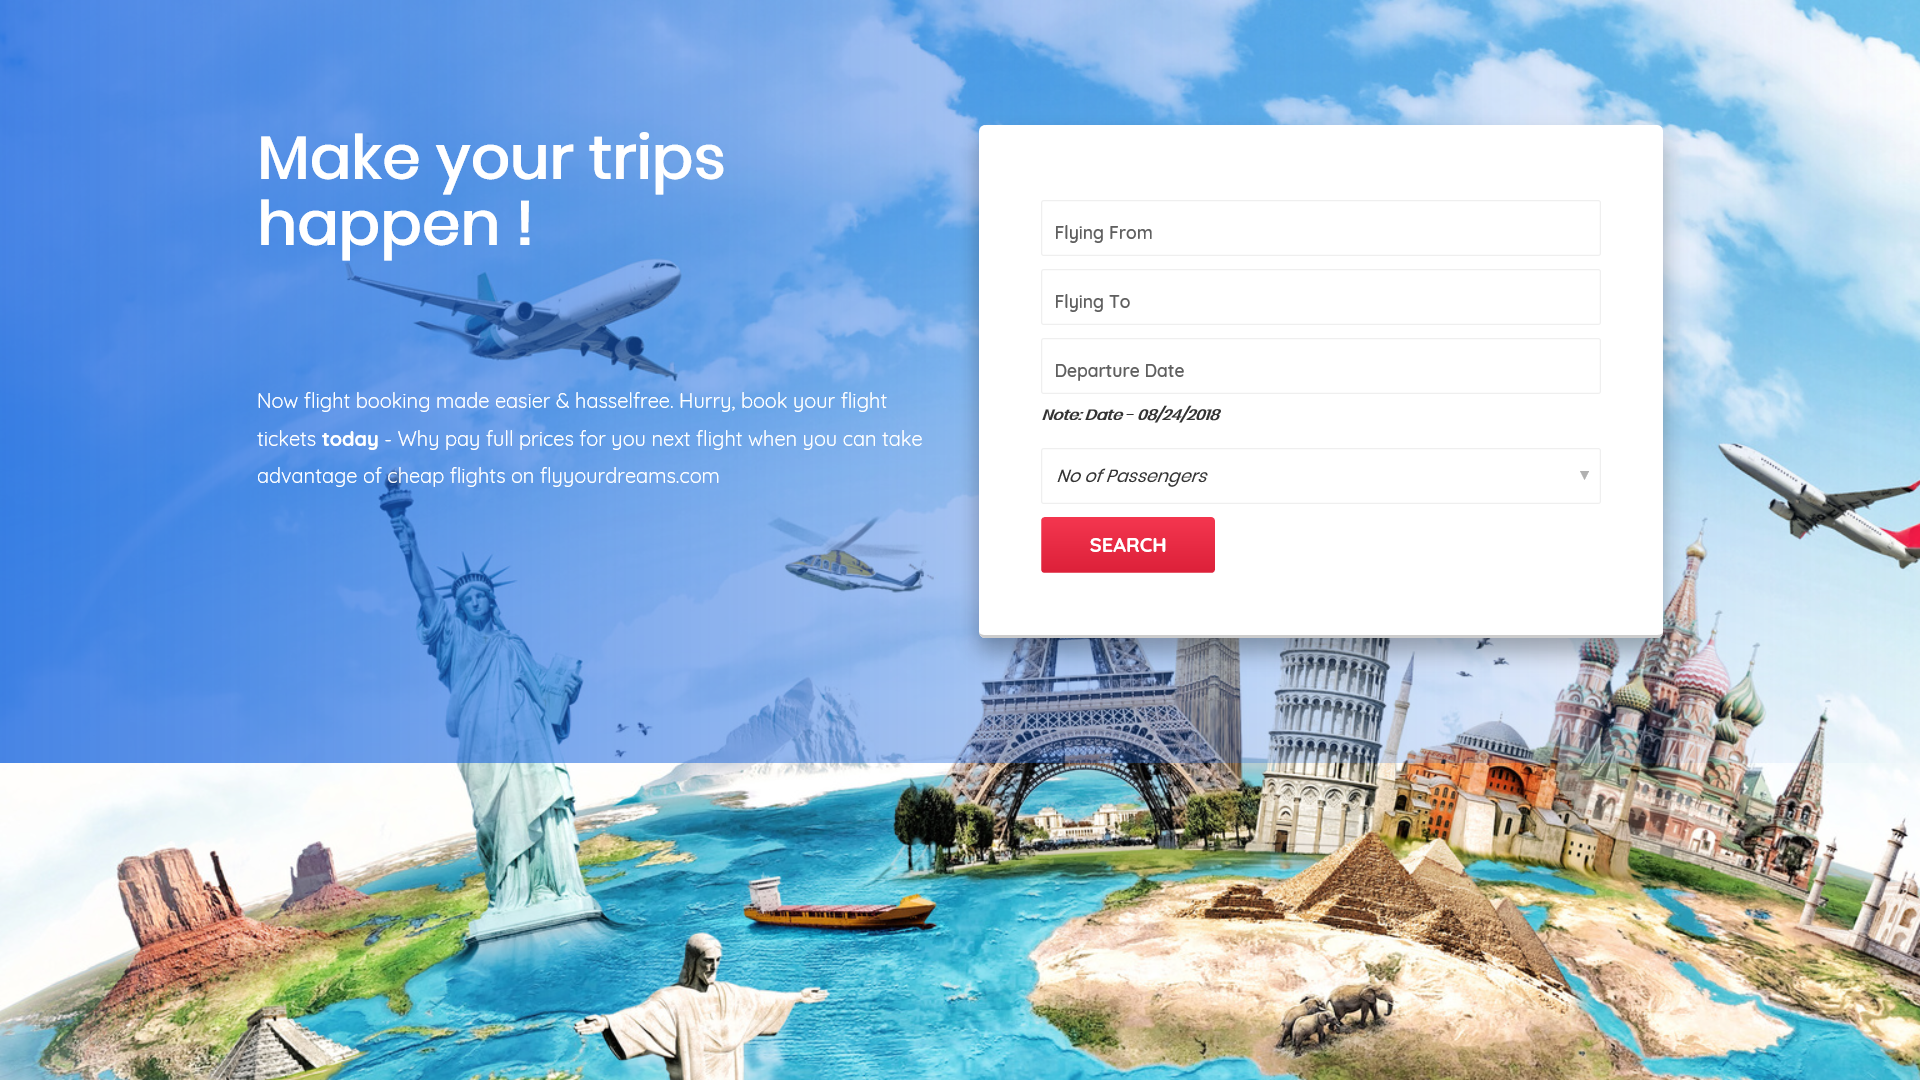 Make your trips
happen !
Now flight booking made easier & hasselfree. Hurry, book your flight
tickets today - Why pay full prices for you next flight when you can take
advantage of cheap flights on flyyourdreams.com
Flying From
Flying To
Departure Date
Note: Date - 08/24/2018
No of Passengers
SEARCH